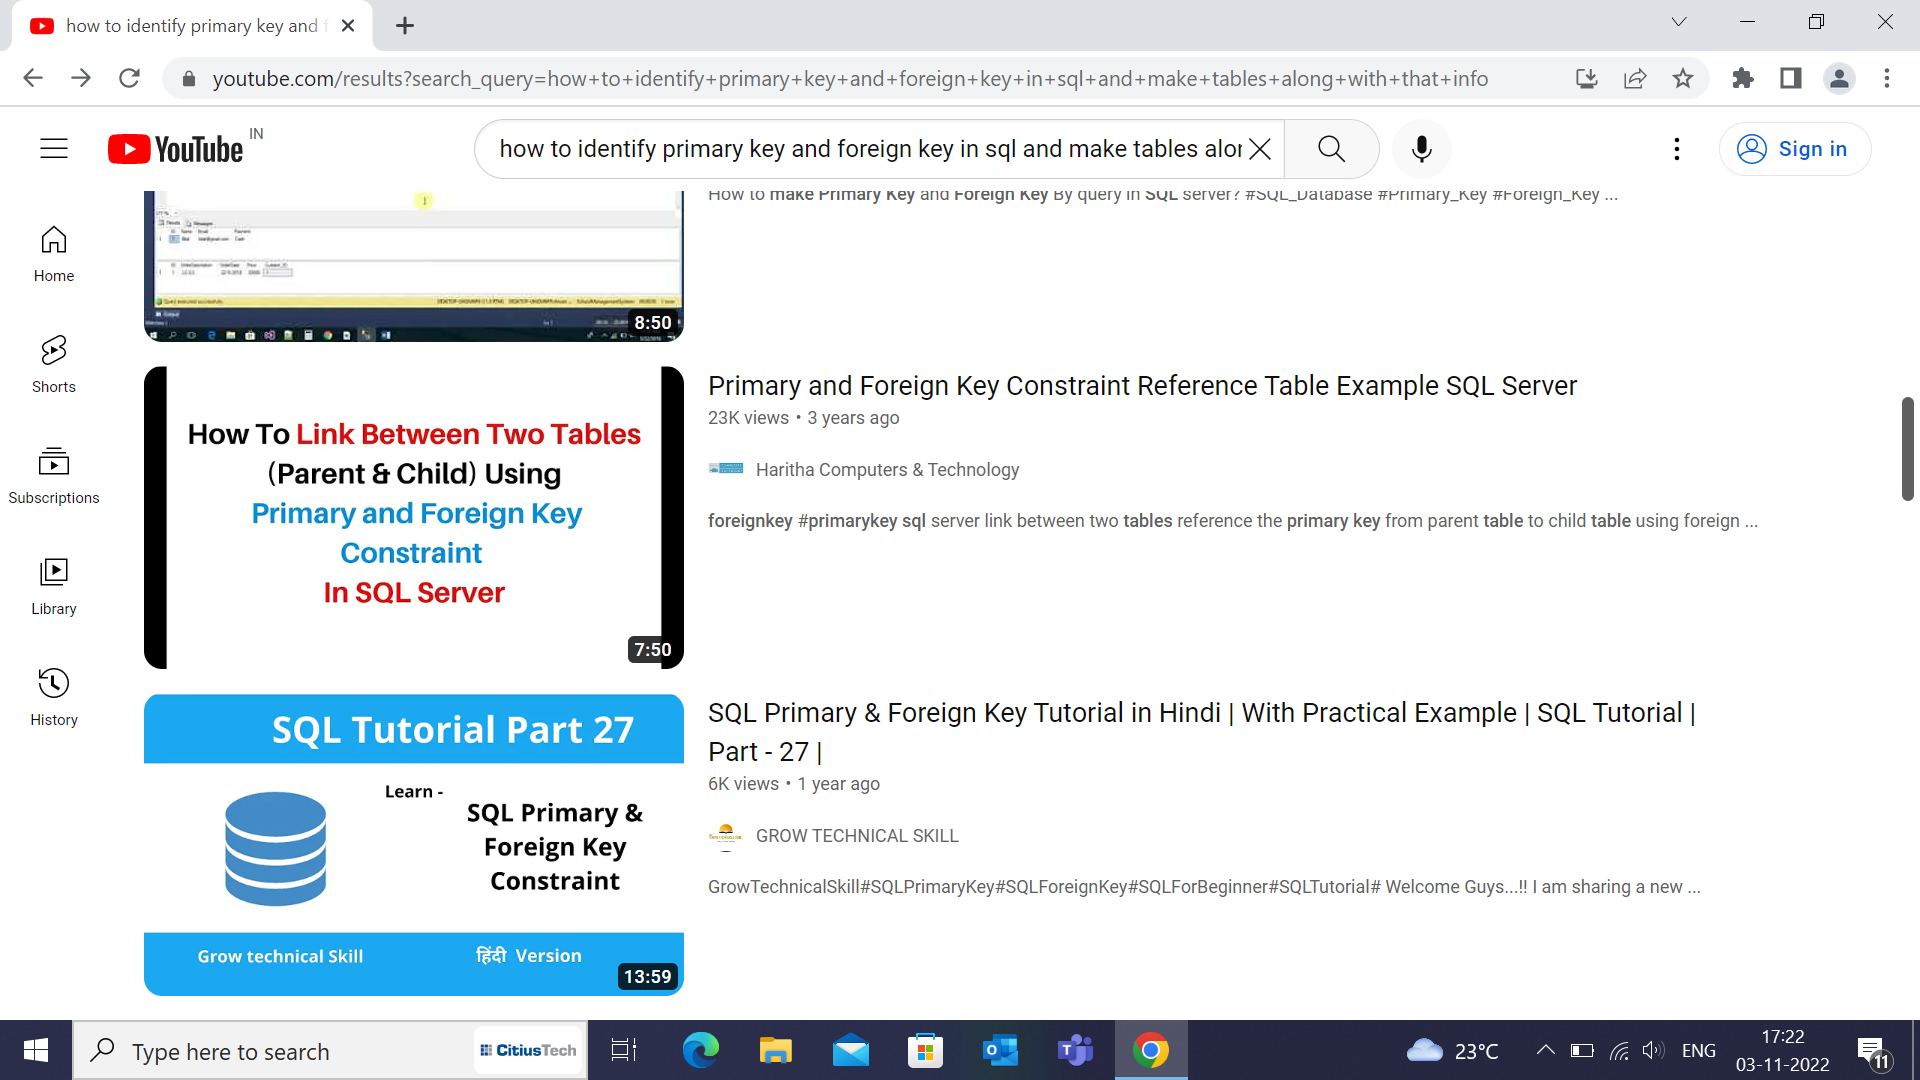 how to identify primary key and f
youtube.com/results?search_query=how+to+identify+primary+key+and+foreign+key+in+sql+and+make+tables+along+with+that+info
YouTube IN
how to identify primary key and foreign key in sql and make tables alor
Sign in
Home
Shorts
Subscriptions
Library
History
8:50
How to make Primary Key and Foreign Key By query in SQL server? #SQL_Database #Primary_Key #Foreign_Key ...
How To Link Between Two Tables
(Parent & Child) Using
Primary and Foreign Key
Constraint
In SQL Server
7:50
Primary and Foreign Key Constraint Reference Table Example SQL Server
23K views • 3 years ago
Haritha Computers & Technology
foreignkey #primarykey sql server link between two tables reference the primary key from parent table to child table using foreign ...
SQL Tutorial Part 27
Learn -
SQL Primary &
Foreign Key
Constraint
Grow technical Skill
हिंदी Version
13:59
SQL Primary & Foreign Key Tutorial in Hindi | With Practical Example | SQL Tutorial |
Part - 27 |
6K views • 1 year ago
GROW TECHNICAL SKILL
GrowTechnicalSkill#SQLPrimaryKey#SQLForeignKey#SQLForBeginner#SQLTutorial# Welcome Guys...!! I am sharing a new ...
Type here to search
CitiusTech
23°C
ENG
17:22
03-11-2022
11